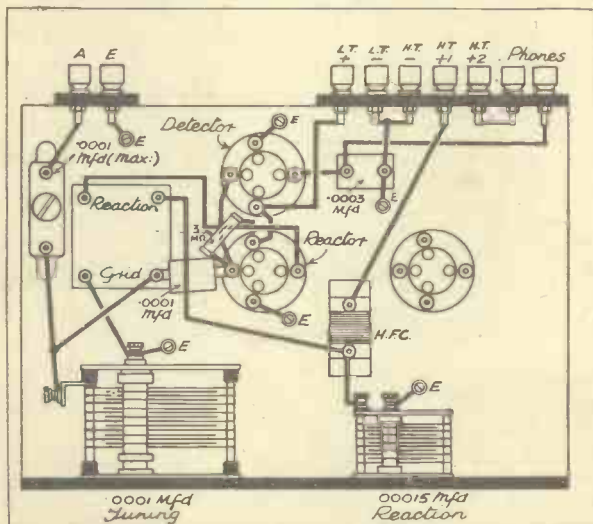 A E
L.T. + L.T. - H.T. - H.T +1 H.T. +2 Phones
E
E
Detector
.0001 Mfd (max:)
.0003 Mfd
E
Reaction
3 MΩ
Reactor
Grid
.0001 Mfd
E
H.F.C.
E
E
.0001 Mfd
Tuning
.00015 Mfd
Reaction